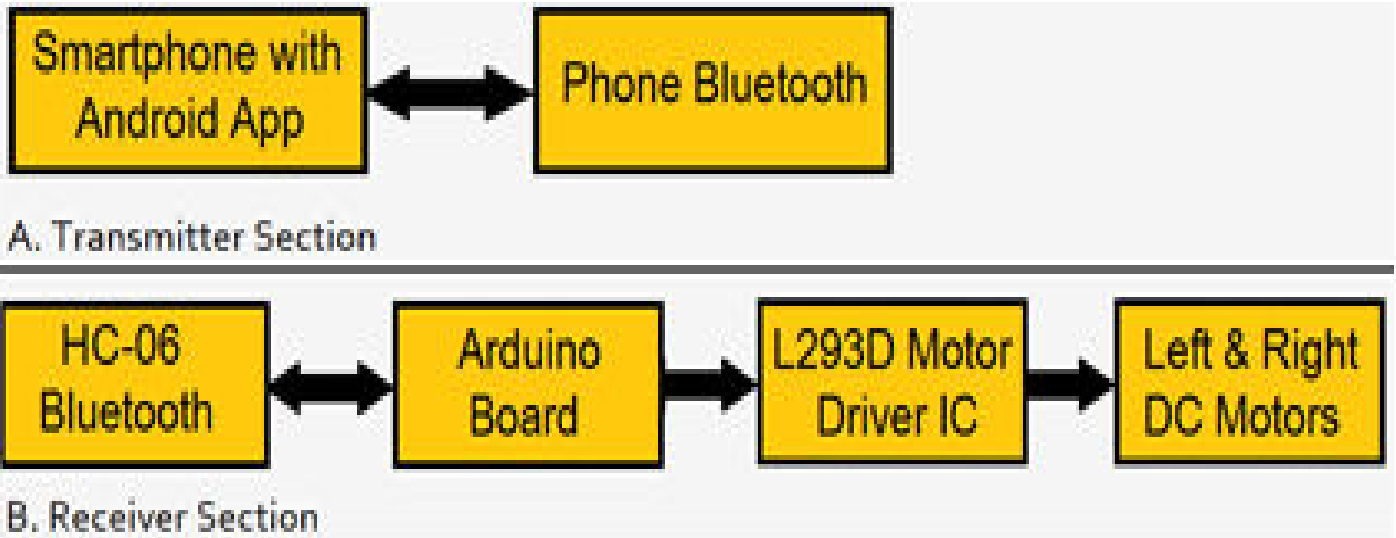 Smartphone with
Android App
Phone Bluetooth
A. Transmitter Section
HC-06
Bluetooth
Arduino
Board
L293D Motor
Driver IC
Left & Right
DC Motors
B. Receiver Section